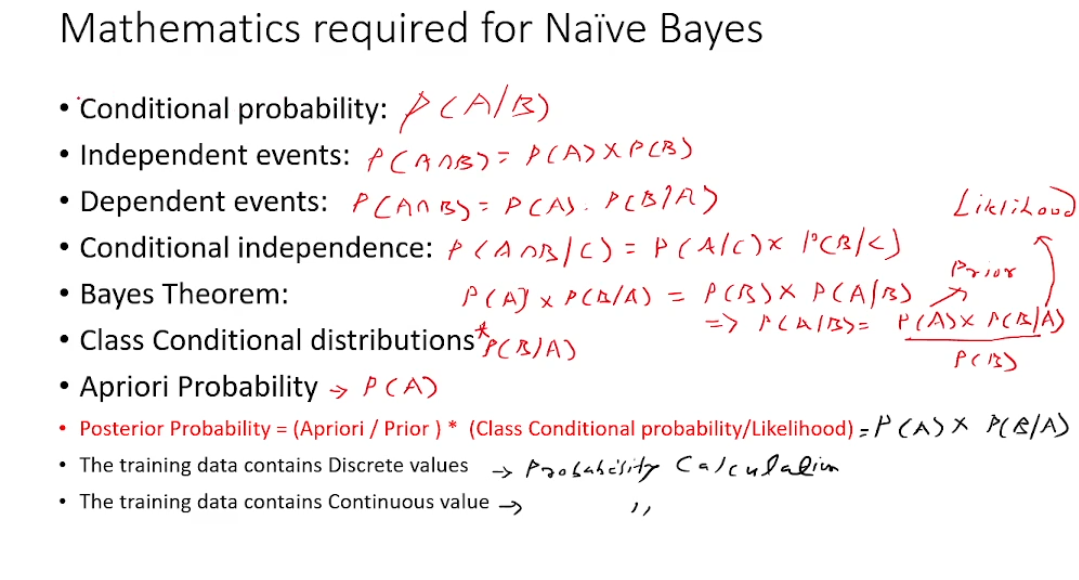 Mathematics required for Naïve Bayes
• Conditional probability: P(A/B)
• Independent events: P(A∩B) = P(A) × P(B)
• Dependent events: P(A∩B) = P(A) . P(B/A)
Liklihood
• Conditional independence: P(A∩B/C) = P(A/C) × P(B/C)
Prior
• Bayes Theorem: P(A) × P(B/A) = P(B) × P(A/B)
=> P(A/B) = P(A) × P(B/A)
P(B)
• Class Conditional distributions* P(B/A)
• Apriori Probability → P(A)
• Posterior Probability = (Apriori / Prior ) * (Class Conditional probability/Likelihood) = P(A) × P(B/A)
• The training data contains Discrete values → Probability Calculation
• The training data contains Continuous value → ,,